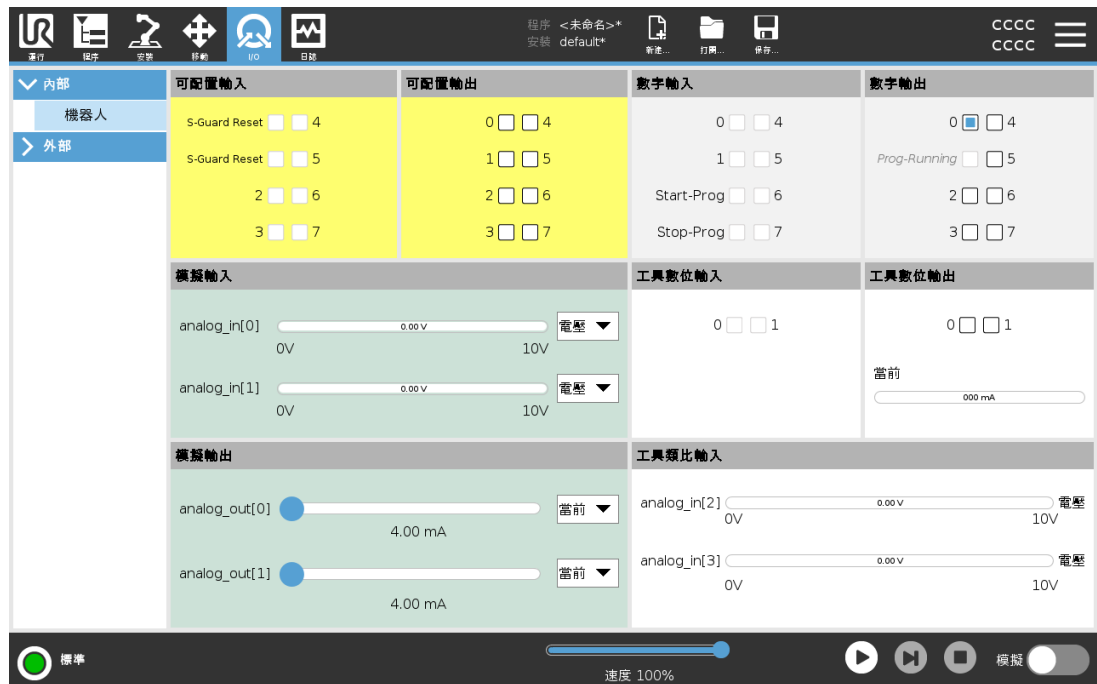 UR
程序 <未命名>*
安裝 default*
CCCC
CCCC
運行 程序 安裝 移動 I/O 日誌 新建... 打開... 保存...
內部
機器人
外部
可配置輸入
S-Guard Reset 4
S-Guard Reset 5
2 6
3 7
可配置輸出
0 4
1 5
2 6
3 7
數字輸入
0 4
1 5
Start-Prog 6
Stop-Prog 7
數字輸出
0 4
Prog-Running 5
2 6
3 7
模擬輸入
analog_in[0] 0.00 V 電壓
0V 10V
analog_in[1] 0.00 V 電壓
0V 10V
工具數位輸入
0 1
工具數位輸出
0 1
當前
000 mA
模擬輸出
analog_out[0] 當前
4.00 mA
analog_out[1] 當前
4.00 mA
工具類比輸入
analog_in[2] 0.00 V 電壓
0V 10V
analog_in[3] 0.00 V 電壓
0V 10V
標準
速度 100%
模擬